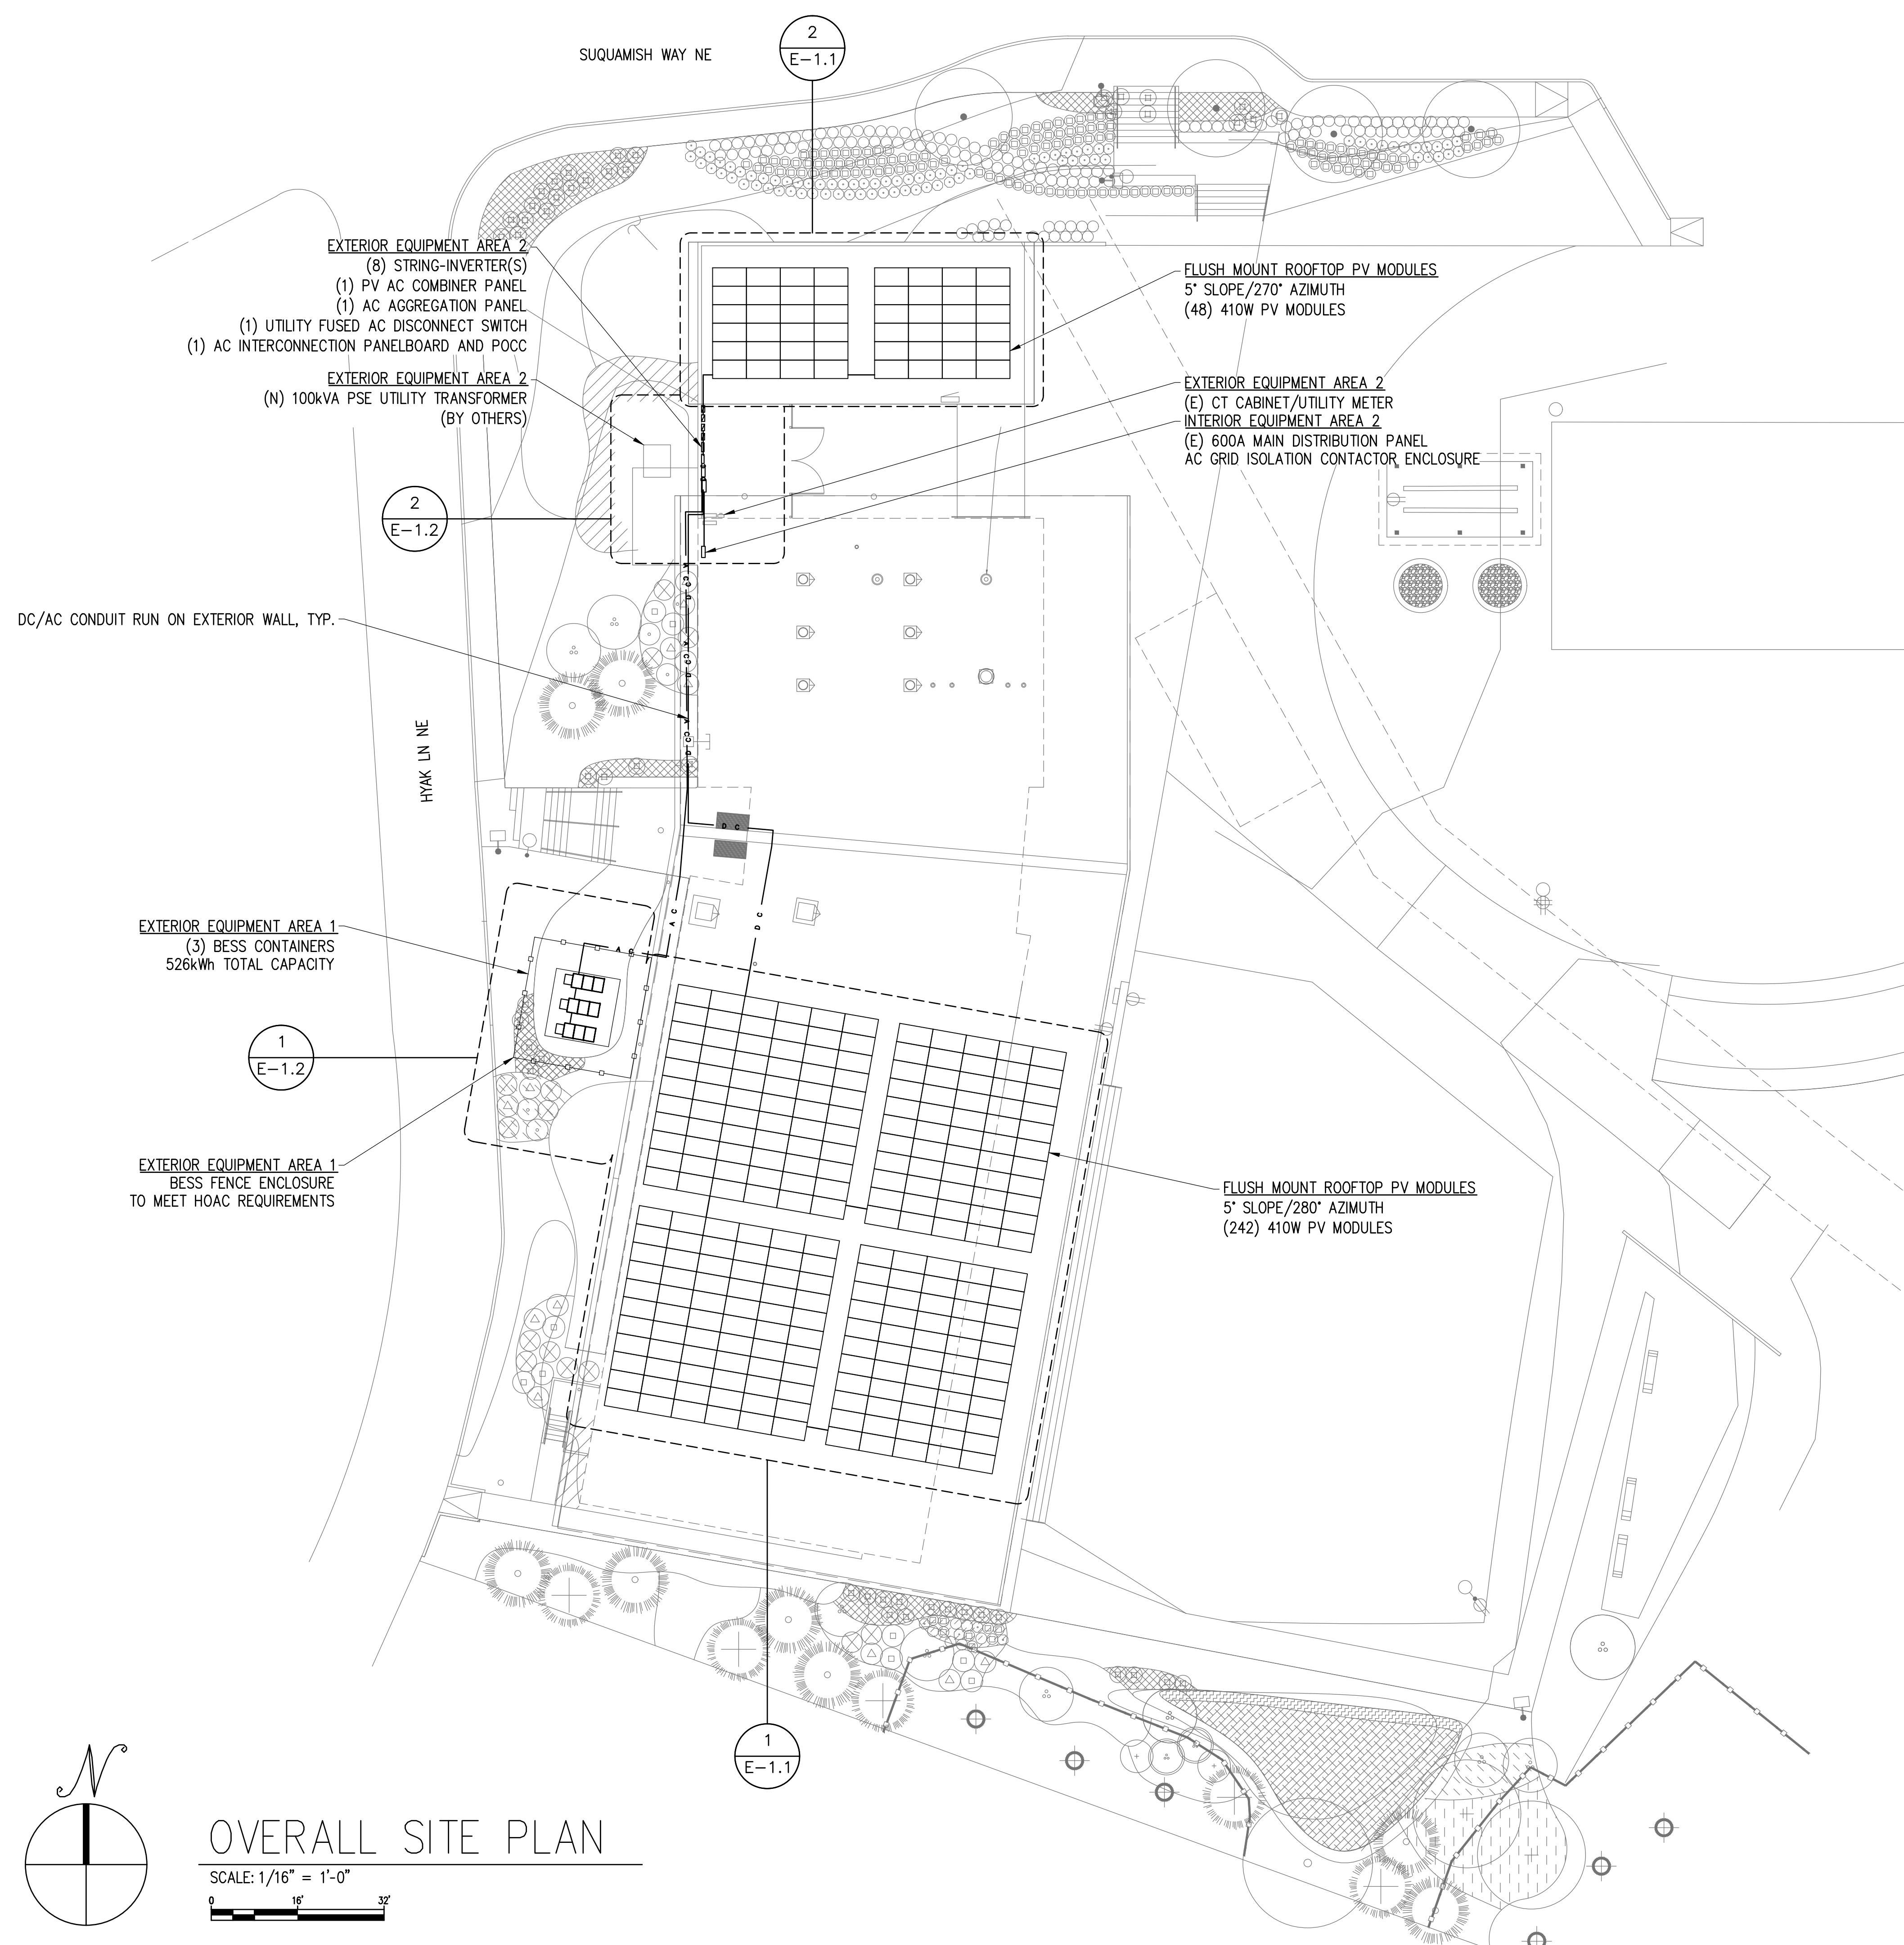 SUQUAMISH WAY NE
2
E-1.1
EXTERIOR EQUIPMENT AREA 2
(8) STRING-INVERTER(S)
(1) PV AC COMBINER PANEL
(1) AC AGGREGATION PANEL
(1) UTILITY FUSED AC DISCONNECT SWITCH
(1) AC INTERCONNECTION PANELBOARD AND POCC
EXTERIOR EQUIPMENT AREA 2
(N) 100kVA PSE UTILITY TRANSFORMER
(BY OTHERS)
FLUSH MOUNT ROOFTOP PV MODULES
5° SLOPE/270° AZIMUTH
(48) 410W PV MODULES
EXTERIOR EQUIPMENT AREA 2
(E) CT CABINET/UTILITY METER
INTERIOR EQUIPMENT AREA 2
(E) 600A MAIN DISTRIBUTION PANEL
AC GRID ISOLATION CONTACTOR ENCLOSURE
2
E-1.2
DC/AC CONDUIT RUN ON EXTERIOR WALL, TYP.
HYAK LN NE
D C
A C
D C
A C
EXTERIOR EQUIPMENT AREA 1
(3) BESS CONTAINERS
526kWh TOTAL CAPACITY
1
E-1.2
EXTERIOR EQUIPMENT AREA 1
BESS FENCE ENCLOSURE
TO MEET HOAC REQUIREMENTS
FLUSH MOUNT ROOFTOP PV MODULES
5° SLOPE/280° AZIMUTH
(242) 410W PV MODULES
1
E-1.1
N
OVERALL SITE PLAN
SCALE: 1/16" = 1'-0"
0 16' 32'